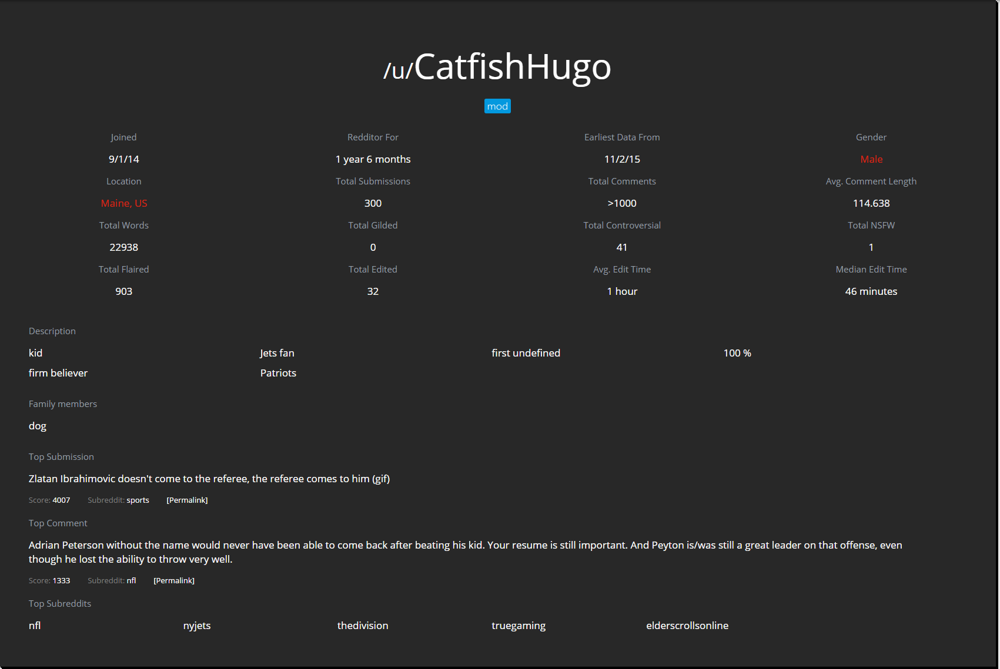 /u/CatfishHugo
mod
Joined Redditor For Earliest Data From Gender
9/1/14 1 year 6 months 11/2/15 Male
Location Total Submissions Total Comments Avg. Comment Length
Maine, US 300 >1000 114.638
Total Words Total Gilded Total Controversial Total NSFW
22938 0 41 1
Total Flaired Total Edited Avg. Edit Time Median Edit Time
903 32 1 hour 46 minutes
Description
kid Jets fan first undefined 100 %
firm believer Patriots
Family members
dog
Top Submission
Zlatan Ibrahimovic doesn't come to the referee, the referee comes to him (gif)
Score: 4007 Subreddit: sports [Permalink]
Top Comment
Adrian Peterson without the name would never have been able to come back after beating his kid. Your resume is still important. And Peyton is/was still a great leader on that offense, even
though he lost the ability to throw very well.
Score: 1333 Subreddit: nfl [Permalink]
Top Subreddits
nfl nyjets thedivision truegaming elderscrollsonline